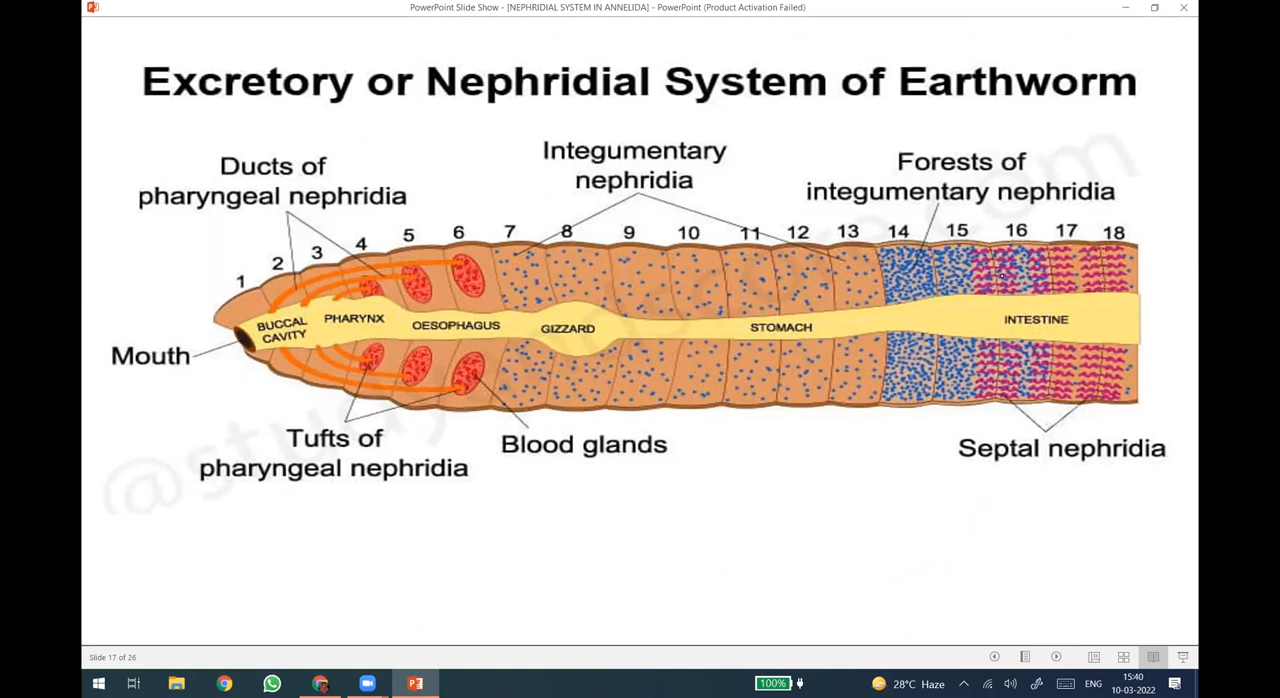 PowerPoint Slide Show - [NEPHRIDIAL SYSTEM IN ANNELIDA] - PowerPoint (Product Activation Failed)
Excretory or Nephridial System of Earthworm
Ducts of
pharyngeal nephridia
Integumentary
nephridia
Forests of
integumentary nephridia
1 2 3 4 5 6 7 8 9 10 11 12 13 14 15 16 17 18
BUCCAL
CAVITY
PHARYNX
OESOPHAGUS
GIZZARD
STOMACH
INTESTINE
Mouth
Tufts of
pharyngeal nephridia
Blood glands
Septal nephridia
Slide 17 of 26
100%
28°C Haze
ENG
15:40
10-03-2022